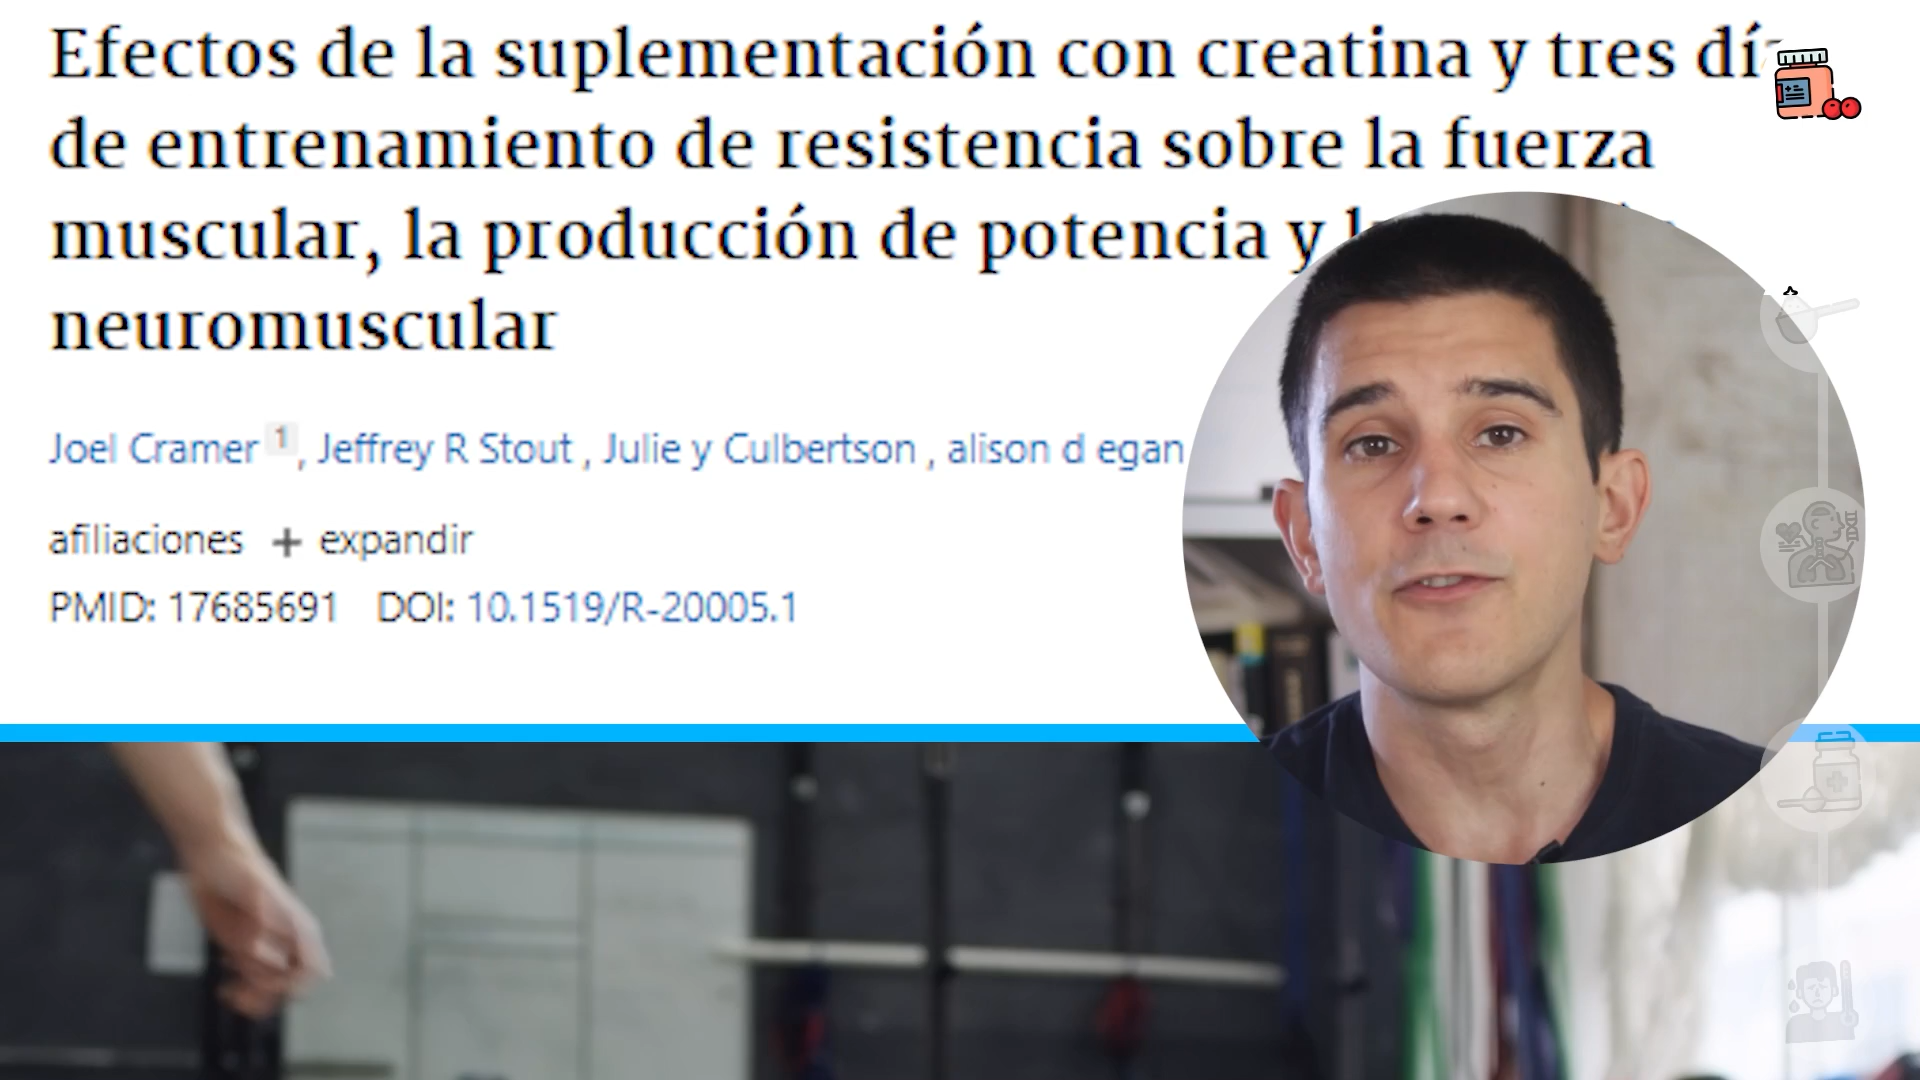 Efectos de la suplementación con creatina y tres
de entrenamiento de resistencia sobre la fuerza
muscular, la producción de potencia y
neuromuscular
Joel Cramer 1, Jeffrey R Stout , Julie y Culbertson , alison d egan
afiliaciones + expandir
PMID: 17685691 DOI: 10.1519/R-20005.1